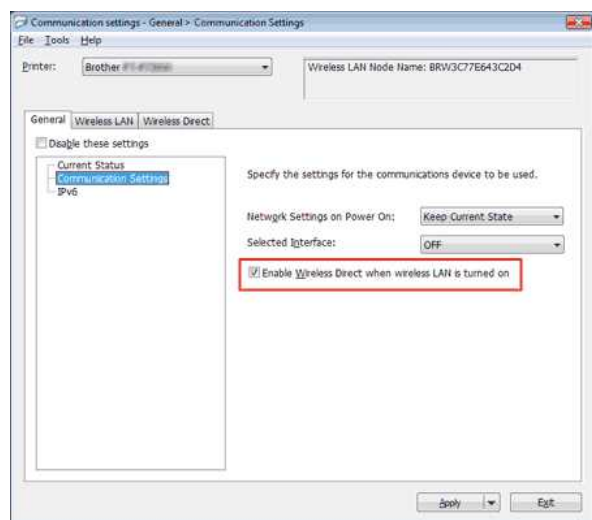 Communication settings - General > Communication Settings
File Tools Help
Printer: Brother
Wireless LAN Node Name: BRW3C77E643C2D4
General Wireless LAN Wireless Direct
Disable these settings
Current Status
Communication Settings
IPv6
Specify the settings for the communications device to be used.
Network Settings on Power On: Keep Current State
Selected Interface: OFF
Enable Wireless Direct when wireless LAN is turned on
Apply Exit